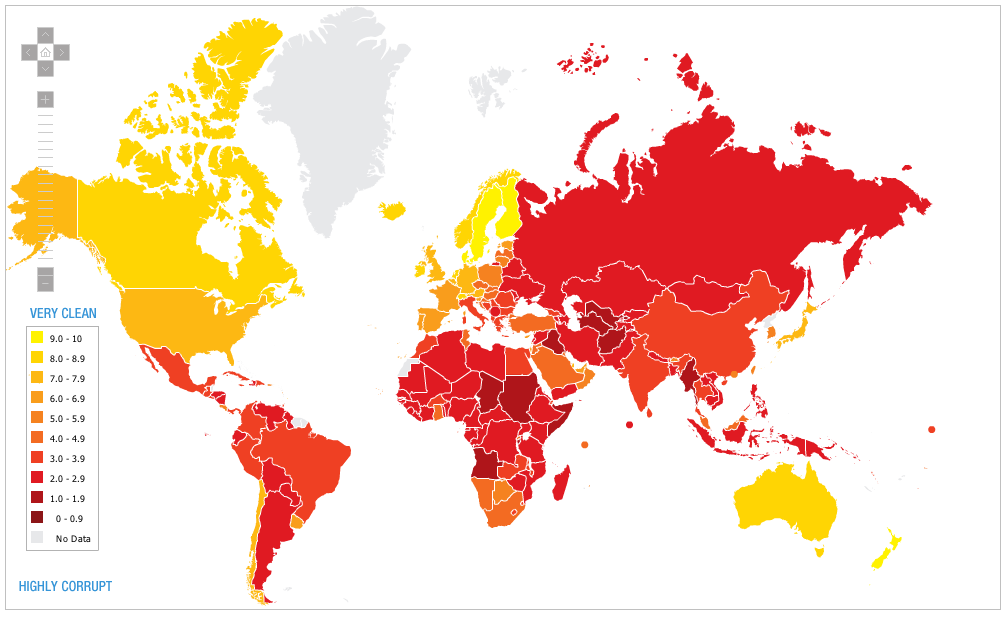 VERY CLEAN
9.0 - 10
8.0 - 8.9
7.0 - 7.9
6.0 - 6.9
5.0 - 5.9
4.0 - 4.9
3.0 - 3.9
2.0 - 2.9
1.0 - 1.9
0 - 0.9
No Data
HIGHLY CORRUPT